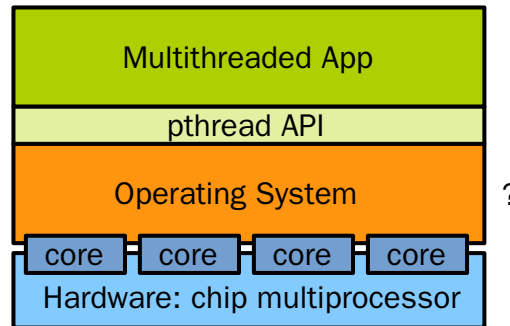 Multithreaded App
pthread API
Operating System
?
core core core core
Hardware: chip multiprocessor